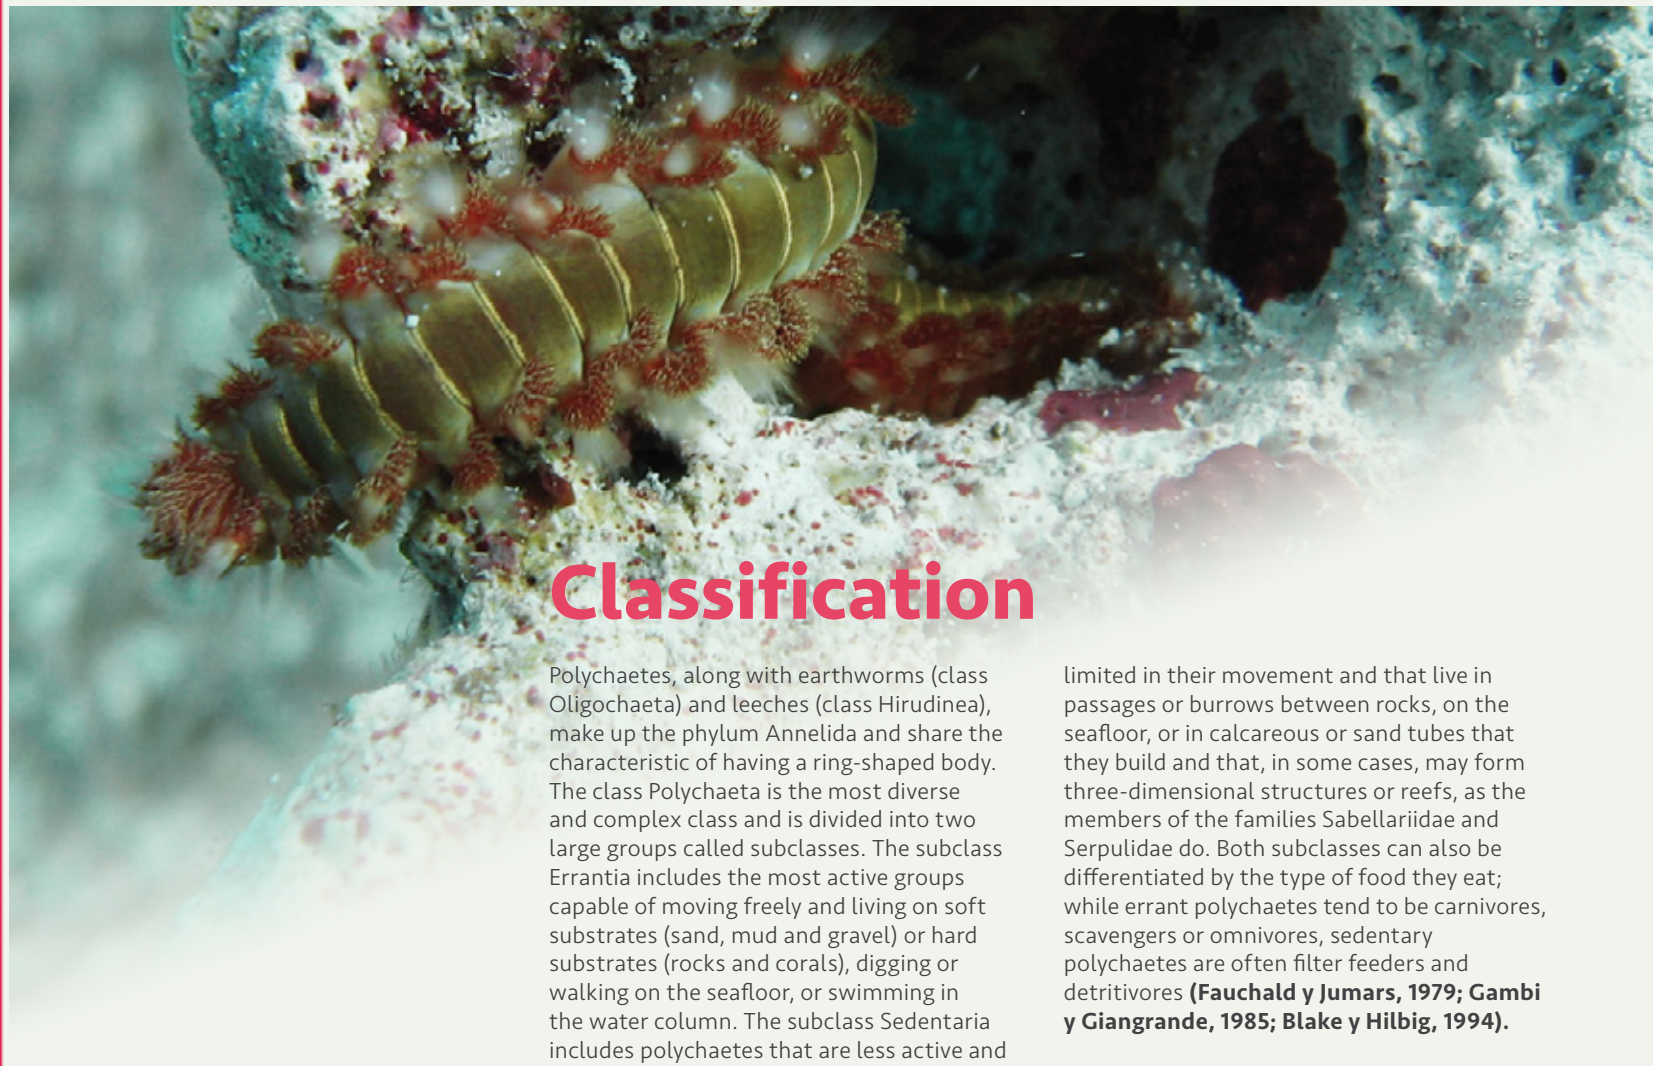 Classification
Polychaetes, along with earthworms (class
Oligochaeta) and leeches (class Hirudinea),
make up the phylum Annelida and share the
characteristic of having a ring-shaped body.
The class Polychaeta is the most diverse
and complex class and is divided into two
large groups called subclasses. The subclass
Errantia includes the most active groups
capable of moving freely and living on soft
substrates (sand, mud and gravel) or hard
substrates (rocks and corals), digging or
walking on the seafloor, or swimming in
the water column. The subclass Sedentaria
includes polychaetes that are less active and
limited in their movement and that live in
passages or burrows between rocks, on the
seafloor, or in calcareous or sand tubes that
they build and that, in some cases, may form
three-dimensional structures or reefs, as the
members of the families Sabellariidae and
Serpulidae do. Both subclasses can also be
differentiated by the type of food they eat;
while errant polychaetes tend to be carnivores,
scavengers or omnivores, sedentary
polychaetes are often filter feeders and
detritivores (Fauchald y Jumars, 1979; Gambi
y Giangrande, 1985; Blake y Hilbig, 1994).